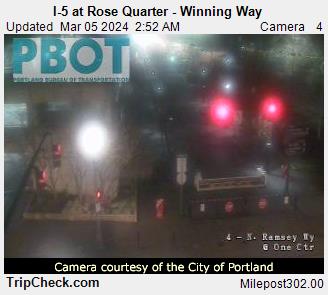 I-5 at Rose Quarter - Winning Way
Updated Mar 05 2024 2:52 AM Camera 4
PBOT
PORTLAND BUREAU OF TRANSPORTATION
4 - N. Ramsey Wy
@ One Ctr
Camera courtesy of the City of Portland
TripCheck.com Milepost302.00